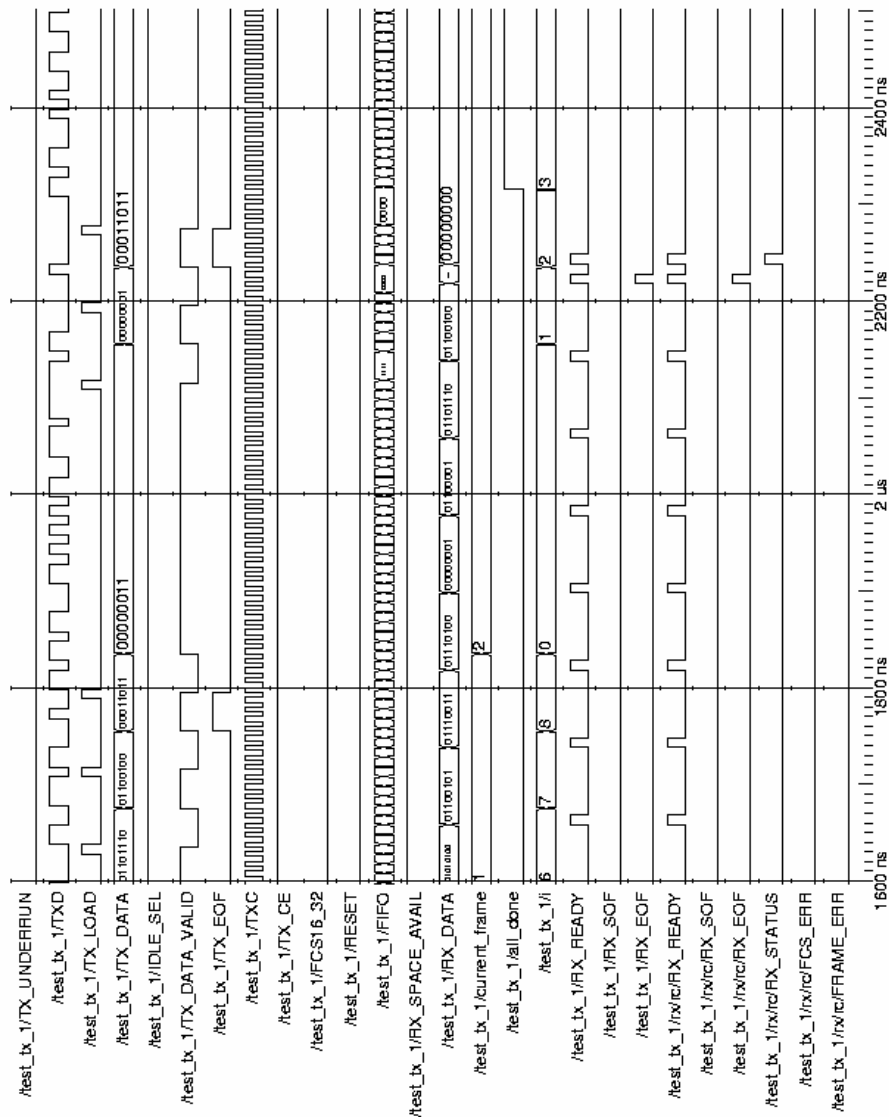 /test_tx_1/TX_UNDERRUN
/test_tx_1/TXD
/test_tx_1/TX_LOAD
/test_tx_1/TX_DATA 01101110 01100100 00011011 00000011 00000001 00011011
/test_tx_1/IDLE_SEL
/test_tx_1/TX_DATA_VALID
/test_tx_1/TX_EOF
/test_tx_1/TXC
/test_tx_1/TX_CE
/test_tx_1/FCS16_32
/test_tx_1/RESET
/test_tx_1/FIFO
/test_tx_1/RX_SPACE_AVAIL
/test_tx_1/RX_DATA 01010100 01100101 01110011 01110100 00000001 01100001 01101110 01100100 - 00000000
/test_tx_1/current_frame 1 2
/test_tx_1/all_done
/test_tx_1/i 6 7 8 0 1 2 3
/test_tx_1/RX_READY
/test_tx_1/RX_SOF
/test_tx_1/RX_EOF
/test_tx_1/rx/rc/RX_READY
/test_tx_1/rx/rc/RX_SOF
/test_tx_1/rx/rc/RX_EOF
/test_tx_1/rx/rc/RX_STATUS
/test_tx_1/rx/rc/FCS_ERR
/test_tx_1/rx/rc/FRAME_ERR
1600 ns 1800 ns 2 us 2200 ns 2400 ns